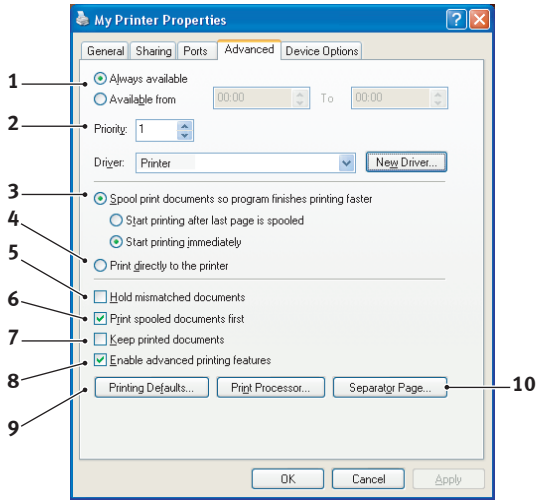 My Printer Properties
General Sharing Ports Advanced Device Options
1 Always available
Available from 00:00 To 00:00
2 Priority: 1
Driver: Printer New Driver...
3 Spool print documents so program finishes printing faster
Start printing after last page is spooled
4 Start printing immediately
Print directly to the printer
5 Hold mismatched documents
6 Print spooled documents first
7 Keep printed documents
8 Enable advanced printing features
9 Printing Defaults... Print Processor... Separator Page... 10
OK Cancel Apply